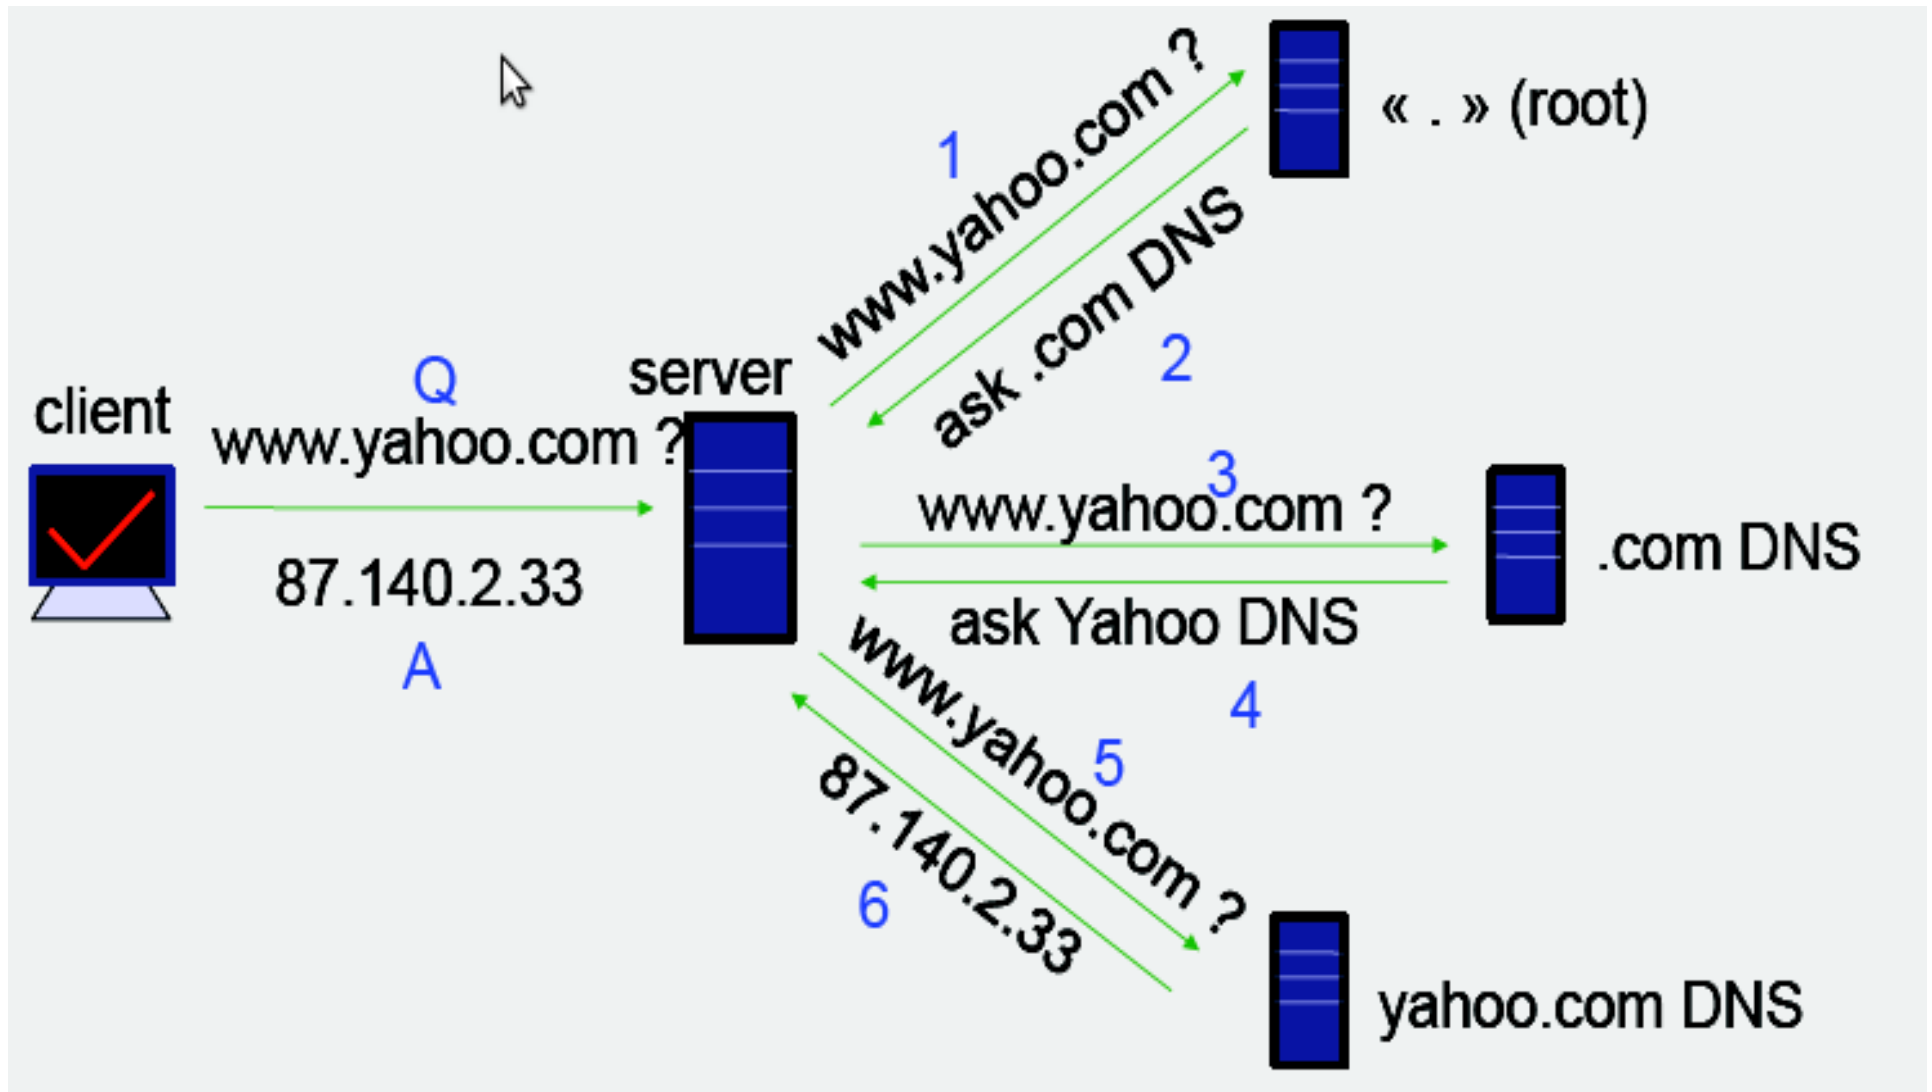 client
Q
www.yahoo.com ?
87.140.2.33
A
server
1
www.yahoo.com ?
ask .com DNS
2
« . » (root)
3
www.yahoo.com ?
ask Yahoo DNS
4
.com DNS
www.yahoo.com ?
5
87.140.2.33
6
yahoo.com DNS